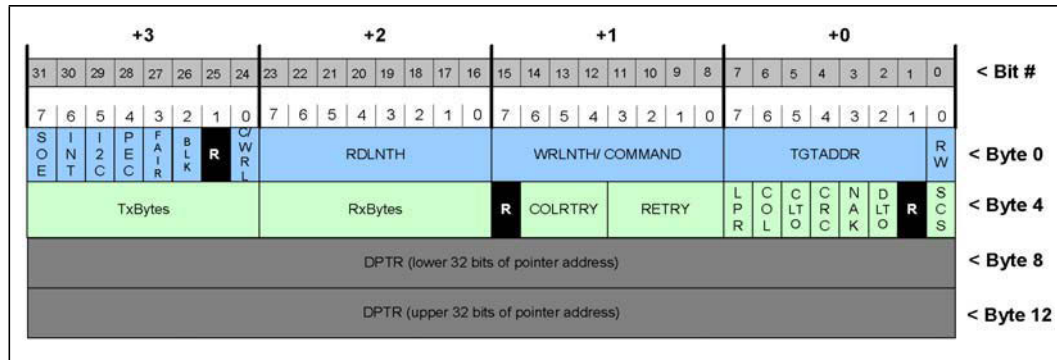 +3 +2 +1 +0
31 30 29 28 27 26 25 24 23 22 21 20 19 18 17 16 15 14 13 12 11 10 9 8 7 6 5 4 3 2 1 0 < Bit #
7 6 5 4 3 2 1 0 7 6 5 4 3 2 1 0 7 6 5 4 3 2 1 0 7 6 5 4 3 2 1 0
SOE INT I2C PEC FAIR BLK R C/WRL RDLNTH WRLNTH/ COMMAND TGTADDR RW < Byte 0
TxBytes RxBytes R COLRTRY RETRY LPR COL CLTO CRC NAK DLTO R SCS < Byte 4
DPTR (lower 32 bits of pointer address) < Byte 8
DPTR (upper 32 bits of pointer address) < Byte 12